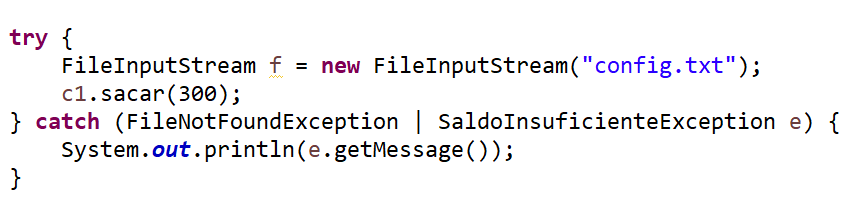 try {
    FileInputStream f = new FileInputStream("config.txt");
    c1.sacar(300);
} catch (FileNotFoundException | SaldoInsuficienteException e) {
    System.out.println(e.getMessage());
}